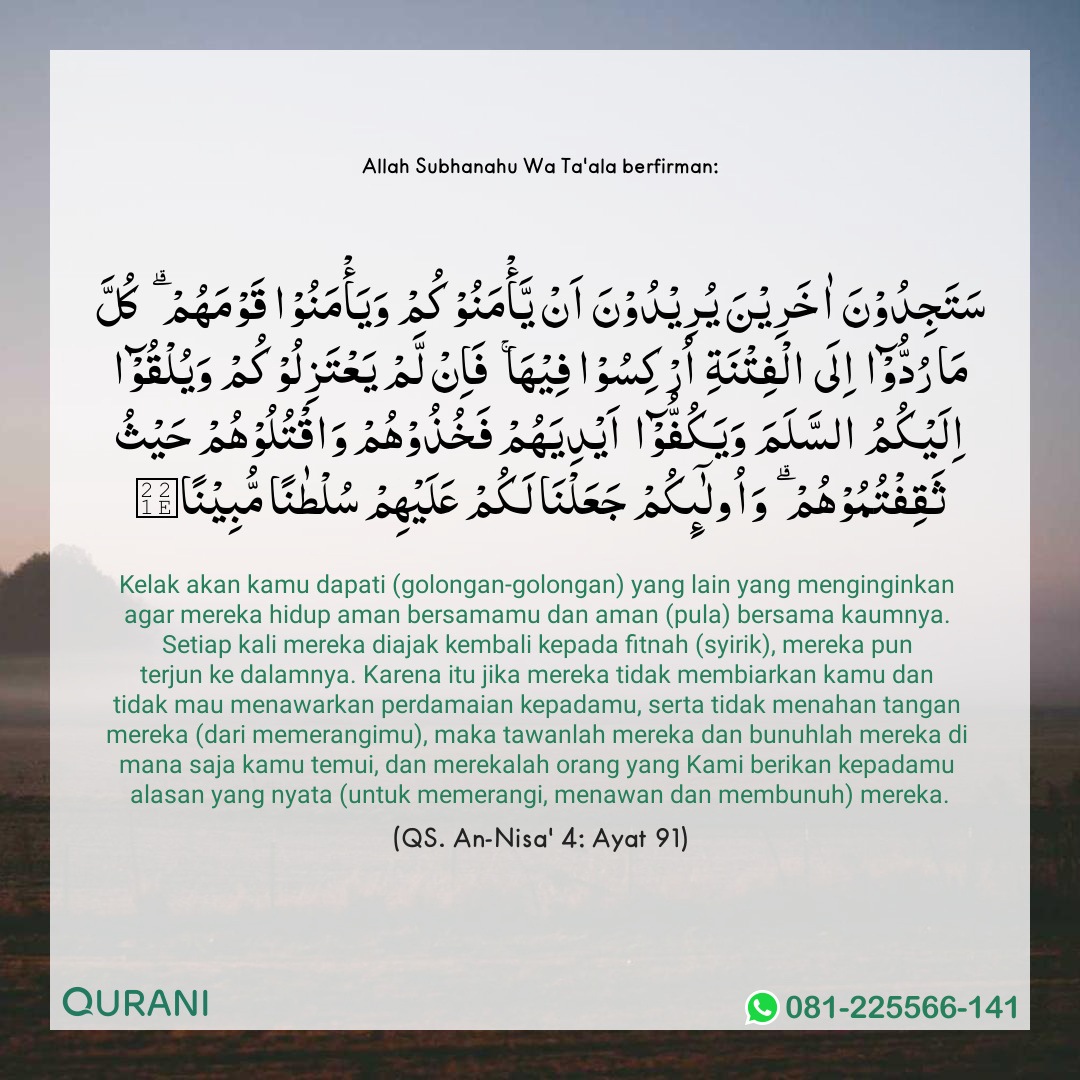 Allah Subhanahu Wa Ta'ala berfirman:
سَتَجِدُوْنَ اٰخَرِيْنَ يُرِيْدُوْنَ اَنْ يَّأْمَنُوْكُمْ وَيَأْمَنُوْا قَوْمَهُمْ ۗ كُلَّ
مَا رُدُّوْۤا اِلَى الْفِتْنَةِ اُرْكِسُوْا فِيْهَا ۚ فَاِنْ لَّمْ يَعْتَزِلُوْكُمْ وَيُلْقُوْۤا
اِلَيْكُمُ السَّلَمَ وَيَكُفُّوْۤا اَيْدِيَهُمْ فَخُذُوْهُمْ وَاقْتُلُوْهُمْ حَيْثُ
ثَقِفْتُمُوْهُمْ ۗ وَاُولٰٓئِكُمْ جَعَلْنَا لَكُمْ عَلَيْهِمْ سُلْطٰنًا مُّبِيْنًا
Kelak akan kamu dapati (golongan-golongan) yang lain yang menginginkan
agar mereka hidup aman bersamamu dan aman (pula) bersama kaumnya.
Setiap kali mereka diajak kembali kepada fitnah (syirik), mereka pun
terjun ke dalamnya. Karena itu jika mereka tidak membiarkan kamu dan
tidak mau menawarkan perdamaian kepadamu, serta tidak menahan tangan
mereka (dari memerangimu), maka tawanlah mereka dan bunuhlah mereka di
mana saja kamu temui, dan merekalah orang yang Kami berikan kepadamu
alasan yang nyata (untuk memerangi, menawan dan membunuh) mereka.
(QS. An-Nisa' 4: Ayat 91)
QURANI
081-225566-141